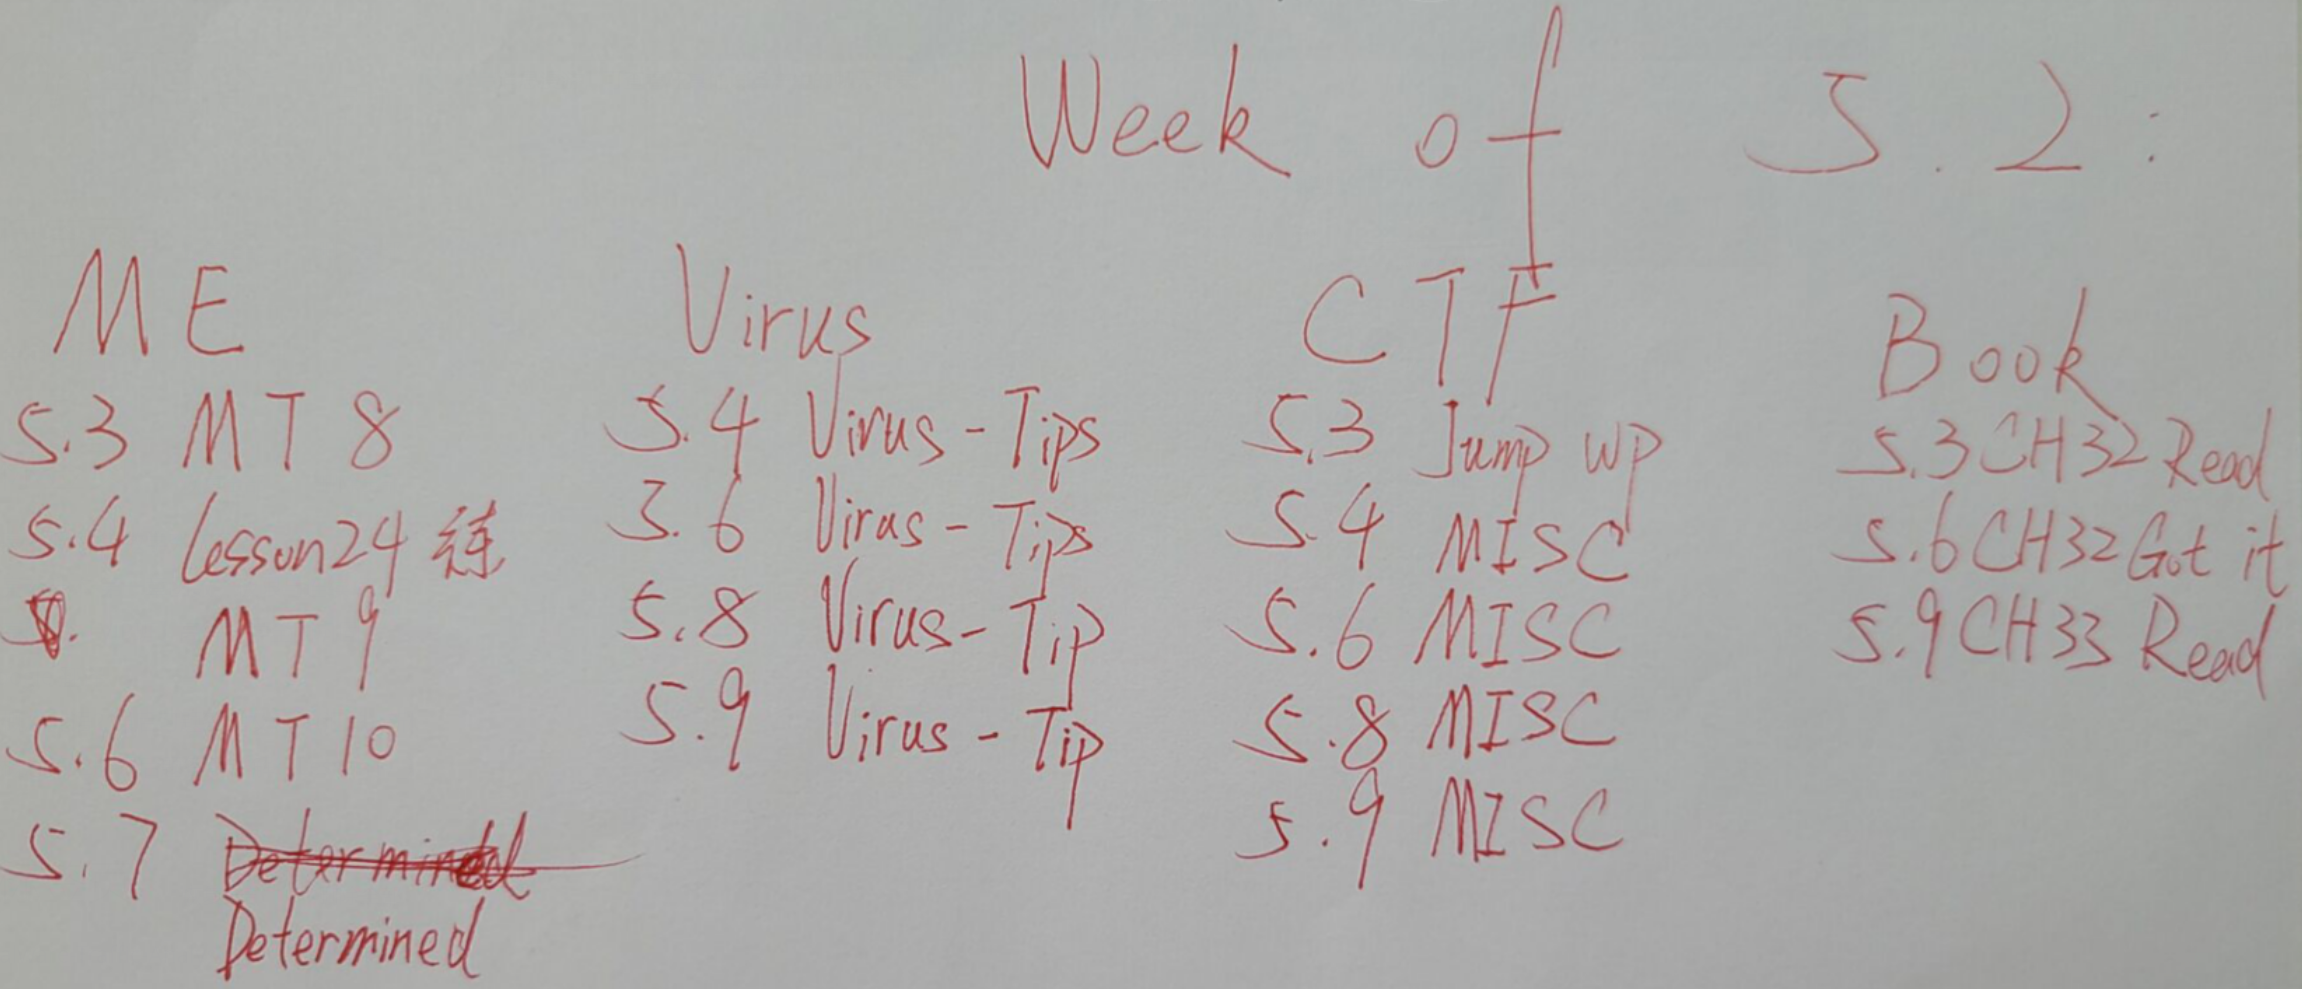 Week of 5.2:
ME
5.3 MT 8
5.4 Lesson24 练
MT 9
5.6 MT 10
5.7 Determined
Determined
Virus
5.4 Virus-Tips
5.6 Virus-Tips
5.8 Virus-Tip
5.9 Virus-Tip
CTF
5.3 Jump wp
5.4 MISC
5.6 MISC
5.8 MISC
5.9 MISC
Book
5.3 CH32 Read
5.6 CH32 Got it
5.9 CH33 Read